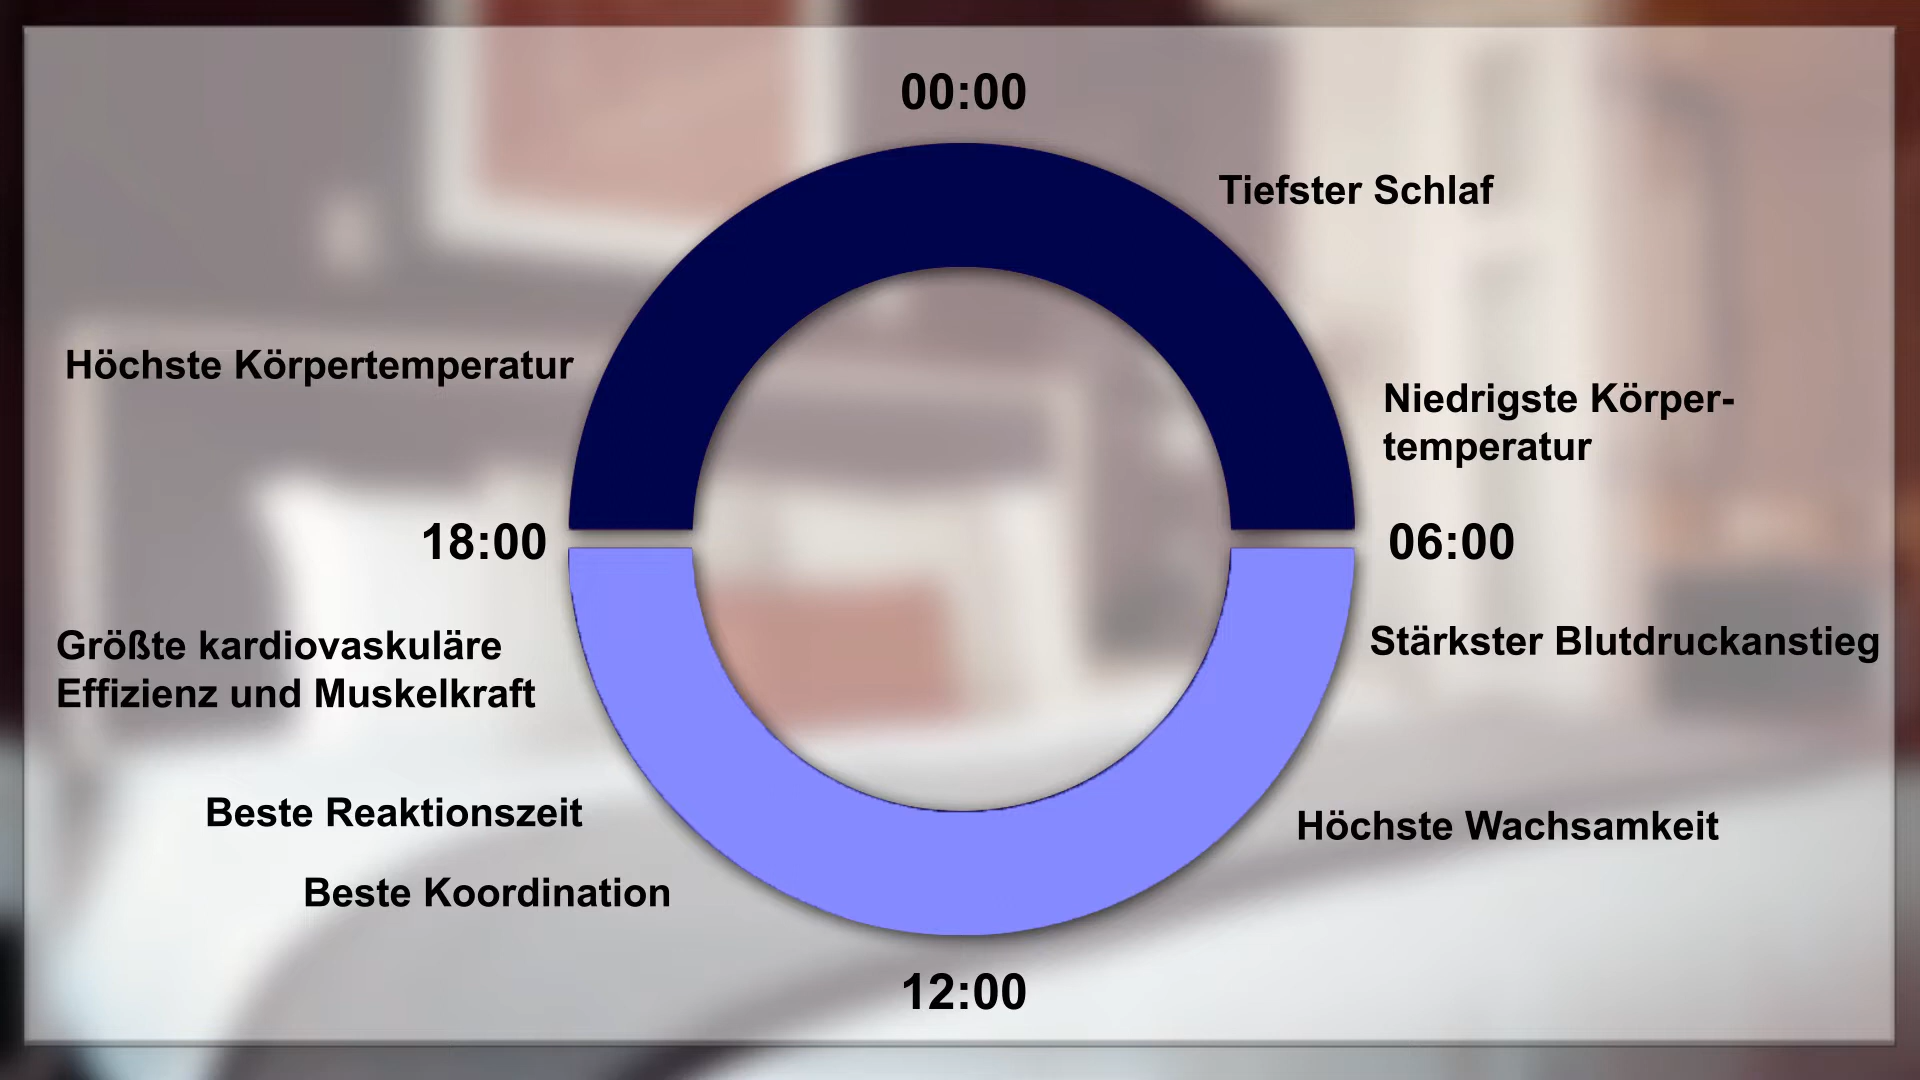 00:00
Tiefster Schlaf
Höchste Körpertemperatur
Niedrigste Körper-
temperatur
18:00
06:00
Größte kardiovaskuläre
Effizienz und Muskelkraft
Stärkster Blutdruckanstieg
Beste Reaktionszeit
Höchste Wachsamkeit
Beste Koordination
12:00